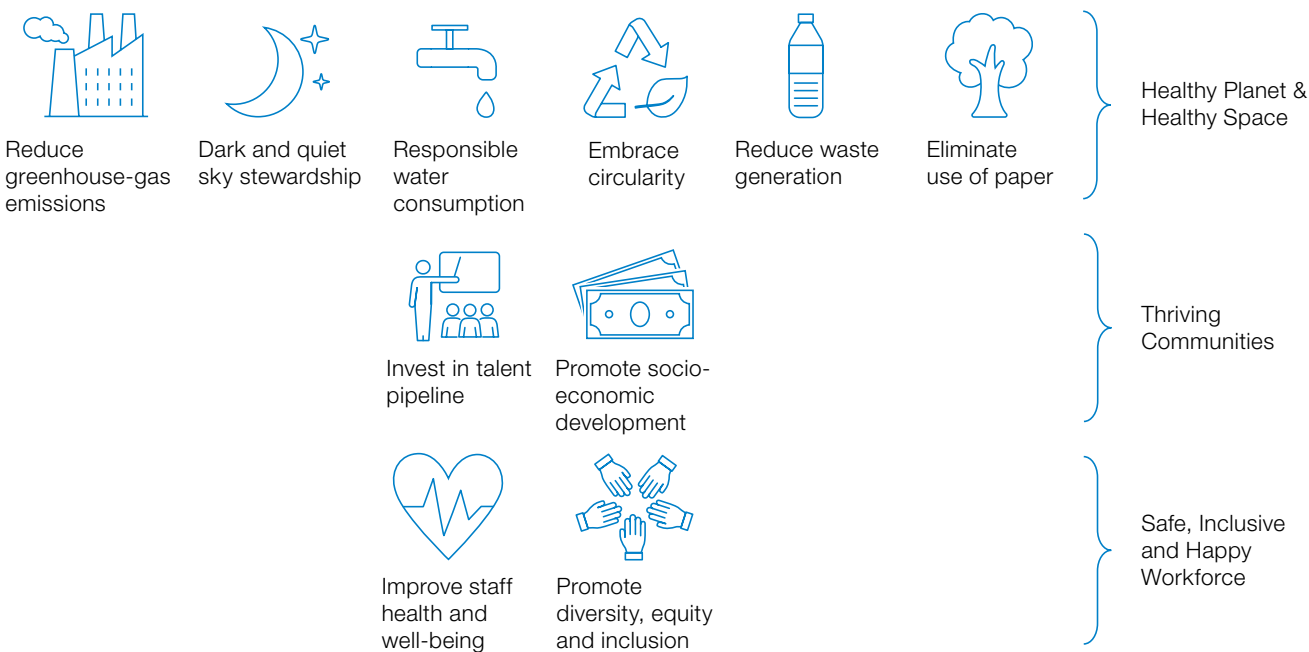 Reduce
greenhouse-gas
emissions
Dark and quiet
sky stewardship
Responsible
water
consumption
Embrace
circularity
Reduce waste
generation
Eliminate
use of paper
Healthy Planet &
Healthy Space
Invest in talent
pipeline
Promote socio-
economic
development
Thriving
Communities
Improve staff
health and
well-being
Promote
diversity, equity
and inclusion
Safe, Inclusive
and Happy
Workforce